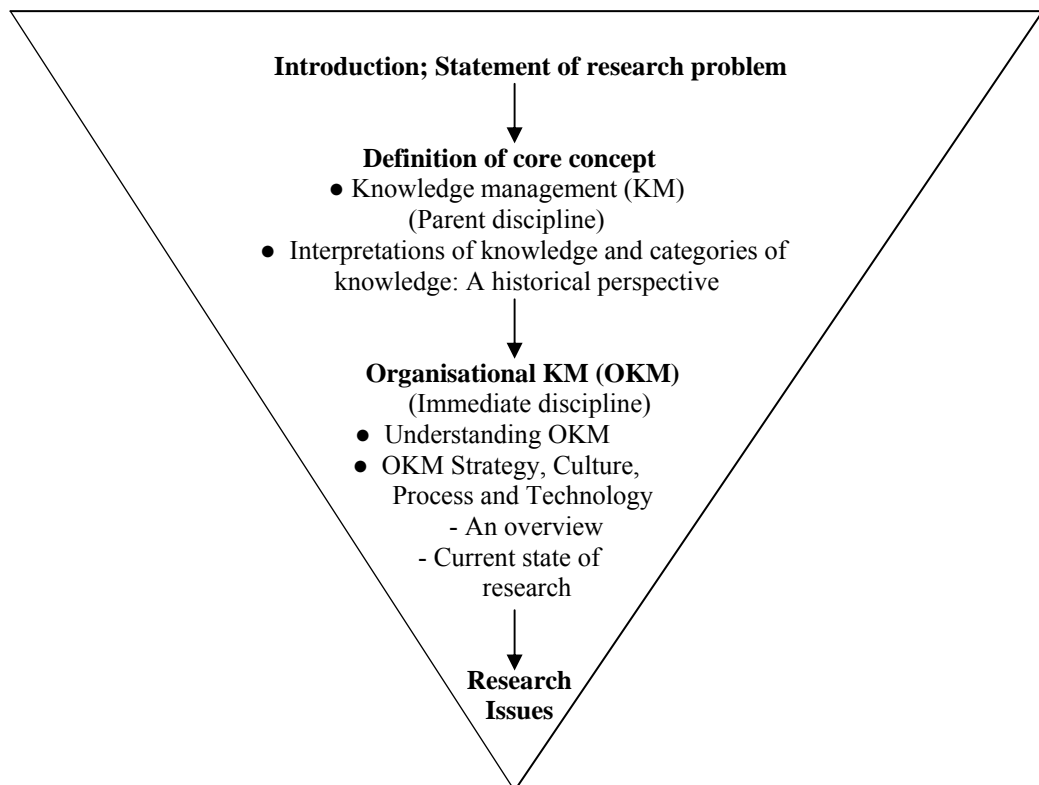 Introduction; Statement of research problem
Definition of core concept
● Knowledge management (KM)
(Parent discipline)
● Interpretations of knowledge and categories of
knowledge: A historical perspective
Organisational KM (OKM)
(Immediate discipline)
● Understanding OKM
● OKM Strategy, Culture,
Process and Technology
- An overview
- Current state of
research
Research
Issues